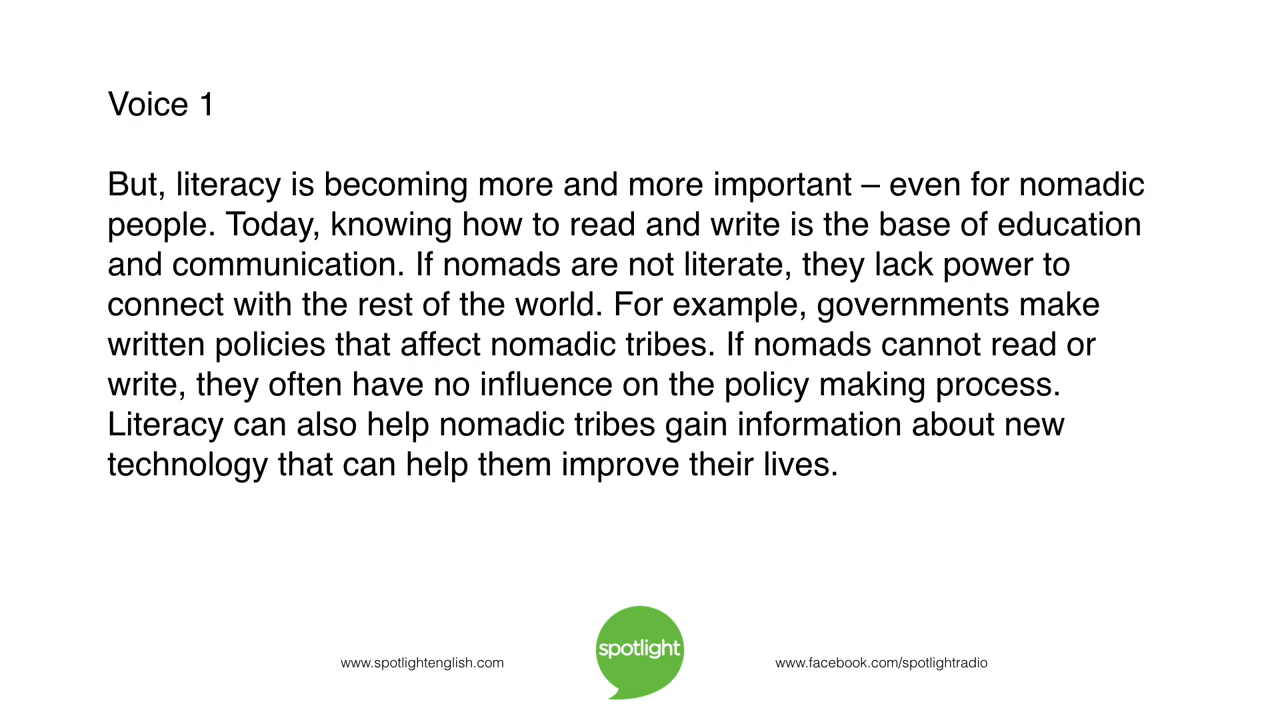 Voice 1
But, literacy is becoming more and more important – even for nomadic
people. Today, knowing how to read and write is the base of education
and communication. If nomads are not literate, they lack power to
connect with the rest of the world. For example, governments make
written policies that affect nomadic tribes. If nomads cannot read or
write, they often have no influence on the policy making process.
Literacy can also help nomadic tribes gain information about new
technology that can help them improve their lives.
www.spotlightenglish.com
spotlight
www.facebook.com/spotlightradio